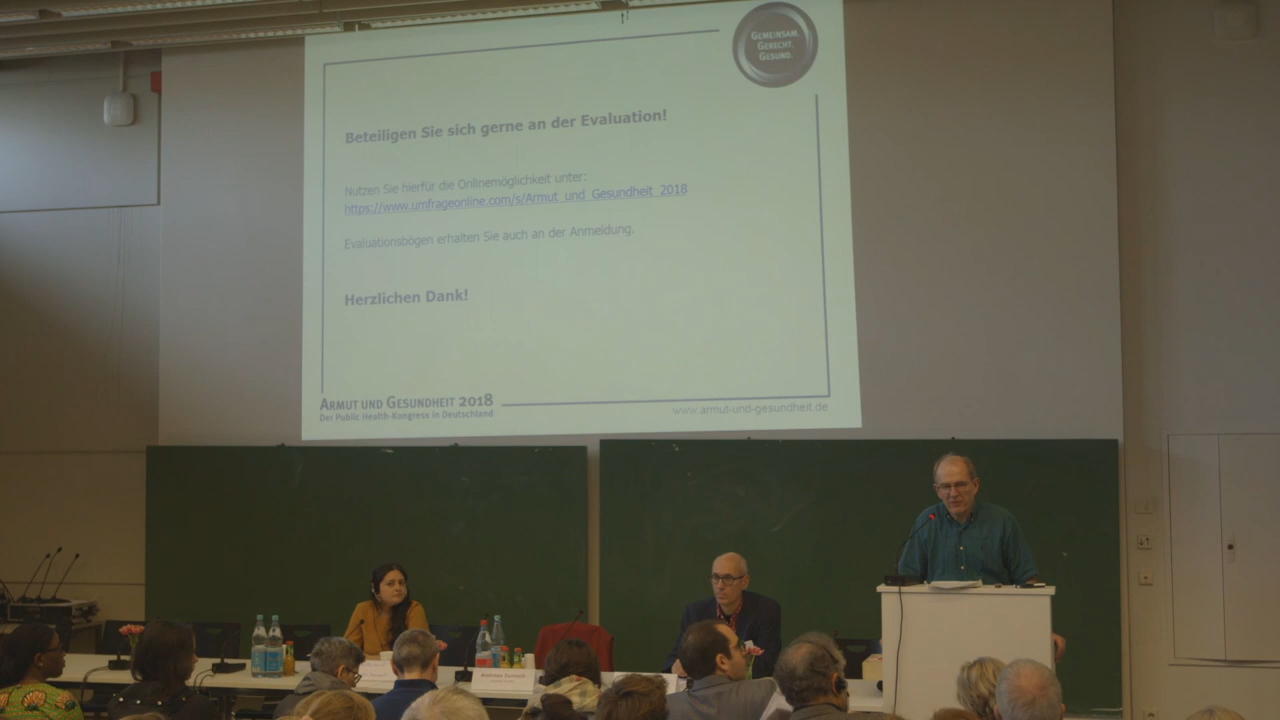 GEMEINSAM.
GERECHT.
GESUND.
Beteiligen Sie sich gerne an der Evaluation!
Nutzen Sie hierfür die Onlinemöglichkeit unter:
https://www.umfrageonline.com/s/Armut_und_Gesundheit_2018
Evaluationsbögen erhalten Sie auch an der Anmeldung.
Herzlichen Dank!
ARMUT UND GESUNDHEIT 2018
Der Public Health-Kongress in Deutschland
www.armut-und-gesundheit.de